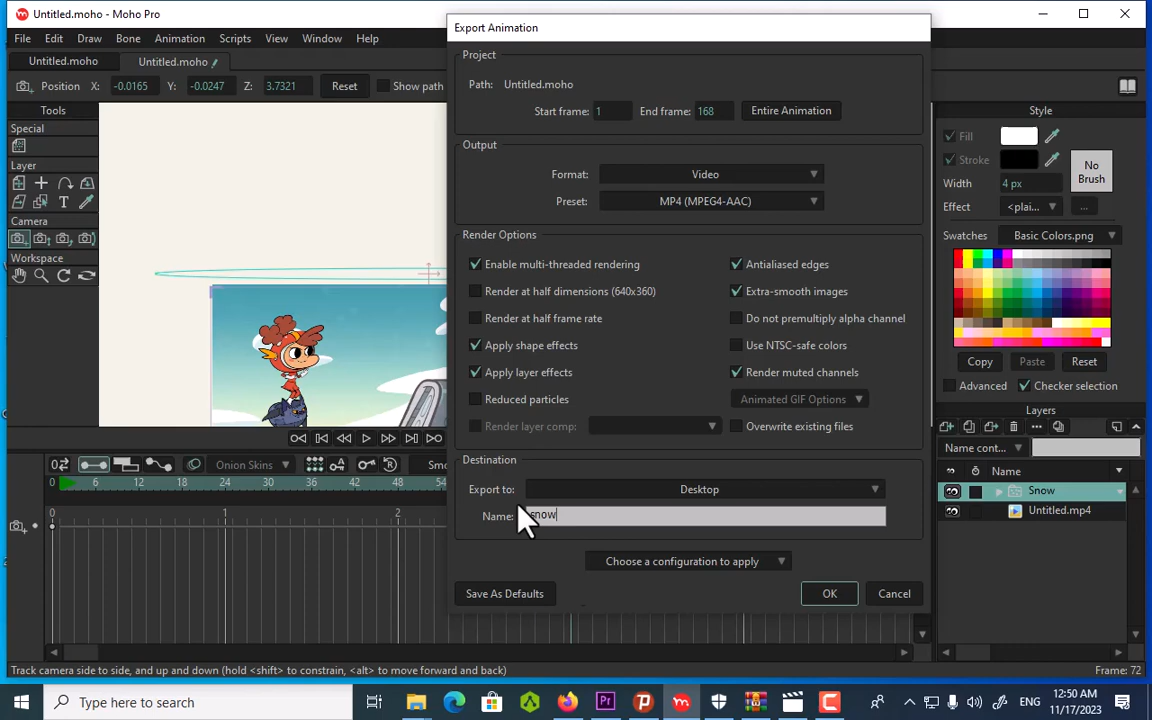 Untitled.moho - Moho Pro
File Edit Draw Bone Animation Scripts View Window Help
Untitled.moho Untitled.moho
Position X: -0.0165 Y: -0.0247 Z: 3.7321 Reset Show path
Tools
Special
Layer
Camera
Workspace
Export Animation
Project
Path: Untitled.moho
Start frame: 1 End frame: 168 Entire Animation
Output
Format: Video
Preset: MP4 (MPEG4-AAC)
Render Options
Enable multi-threaded rendering Antialiased edges
Render at half dimensions (640x360) Extra-smooth images
Render at half frame rate Do not premultiply alpha channel
Apply shape effects Use NTSC-safe colors
Apply layer effects Render muted channels
Reduced particles Animated GIF Options
Render layer comp: Overwrite existing files
Destination
Export to: Desktop
Name: snow
Choose a configuration to apply
Save As Defaults OK Cancel
Style
Fill
Stroke
No Brush
Width 4 px
Effect <plai... ...
Swatches Basic Colors.png
Copy Paste Reset
Advanced Checker selection
Layers
Name cont...
Name
Snow
Untitled.mp4
Onion Skins Smo
0 6 12 18 24 30 36 42 48 54
0 1 2
Track camera side to side, and up and down (hold <shift> to constrain, <alt> to move forward and back) Frame: 72
Type here to search
ENG
12:50 AM
11/17/2023